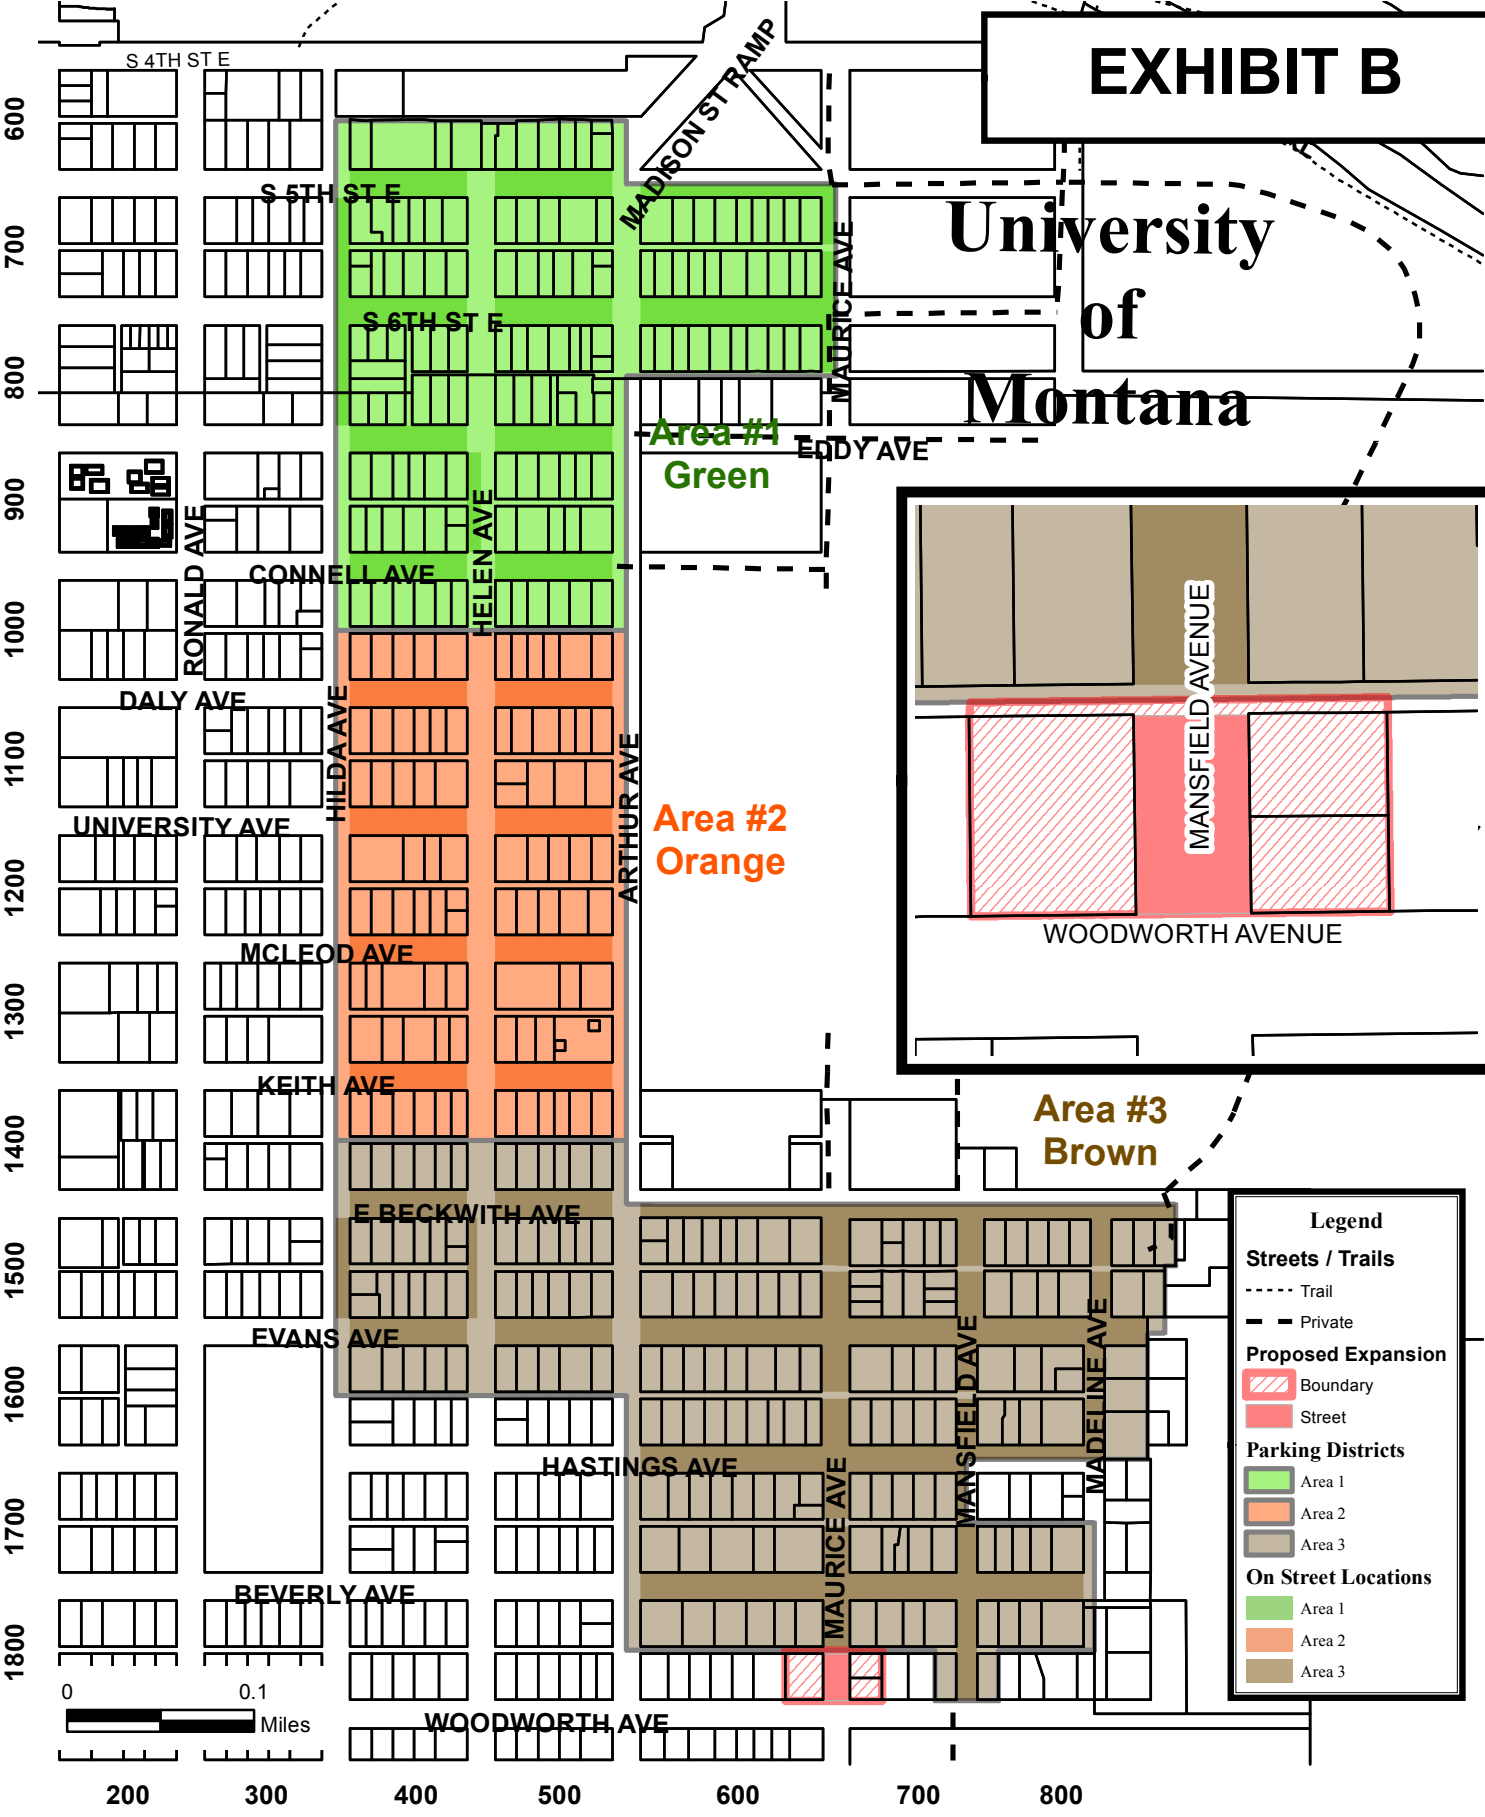 EXHIBIT B
S 4TH ST E
MADISON ST RAMP
600
S 5TH ST E
700
University
of
Montana
MAURICE AVE
S 6TH ST E
800
Area #1
Green
EDDY AVE
900
RONALD AVE
HELEN AVE
CONNELL AVE
1000
MANSFIELD AVENUE
WOODWORTH AVENUE
DALY AVE
HILDA AVE
1100
ARTHUR AVE
UNIVERSITY AVE
Area #2
Orange
1200
MCLEOD AVE
1300
KEITH AVE
1400
Area #3
Brown
E BECKWITH AVE
1500
EVANS AVE
MANSFIELD AVE
MADELINE AVE
1600
HASTINGS AVE
MAURICE AVE
1700
BEVERLY AVE
1800
Legend
Streets / Trails
Trail
Private
Proposed Expansion
Boundary
Street
Parking Districts
Area 1
Area 2
Area 3
On Street Locations
Area 1
Area 2
Area 3
0 0.1
Miles
WOODWORTH AVE
200 300 400 500 600 700 800